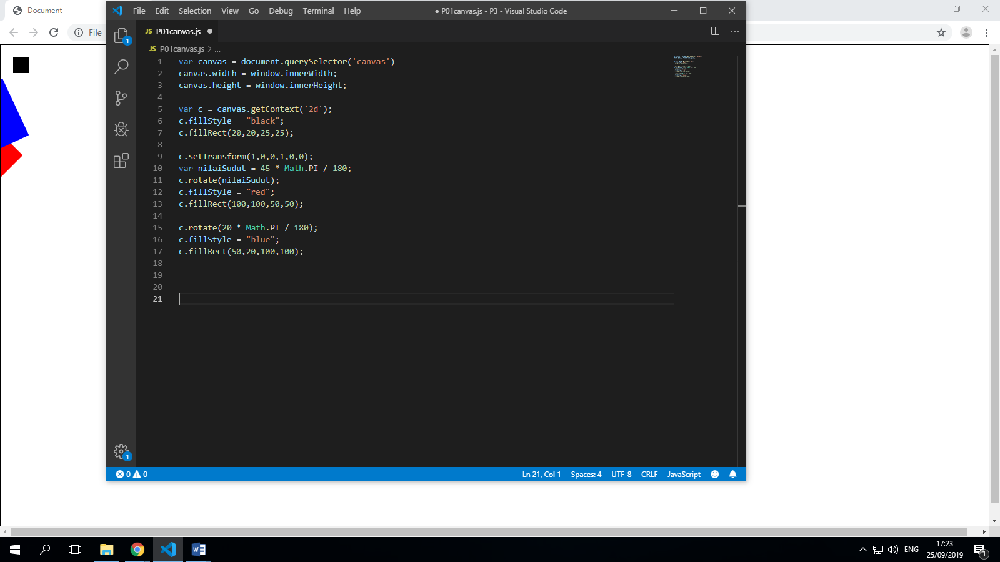 Document
File
File Edit Selection View Go Debug Terminal Help
● P01canvas.js - P3 - Visual Studio Code
JS P01canvas.js ●
JS P01canvas.js > ...
1 var canvas = document.querySelector('canvas')
2 canvas.width = window.innerWidth;
3 canvas.height = window.innerHeight;
4
5 var c = canvas.getContext('2d');
6 c.fillStyle = "black";
7 c.fillRect(20,20,25,25);
8
9 c.setTransform(1,0,0,1,0,0);
10 var nilaiSudut = 45 * Math.PI / 180;
11 c.rotate(nilaiSudut);
12 c.fillStyle = "red";
13 c.fillRect(100,100,50,50);
14
15 c.rotate(20 * Math.PI / 180);
16 c.fillStyle = "blue";
17 c.fillRect(50,20,100,100);
18
19
20
21
1
1
0 0
Ln 21, Col 1 Spaces: 4 UTF-8 CRLF JavaScript
ENG
17:23
25/09/2019
1